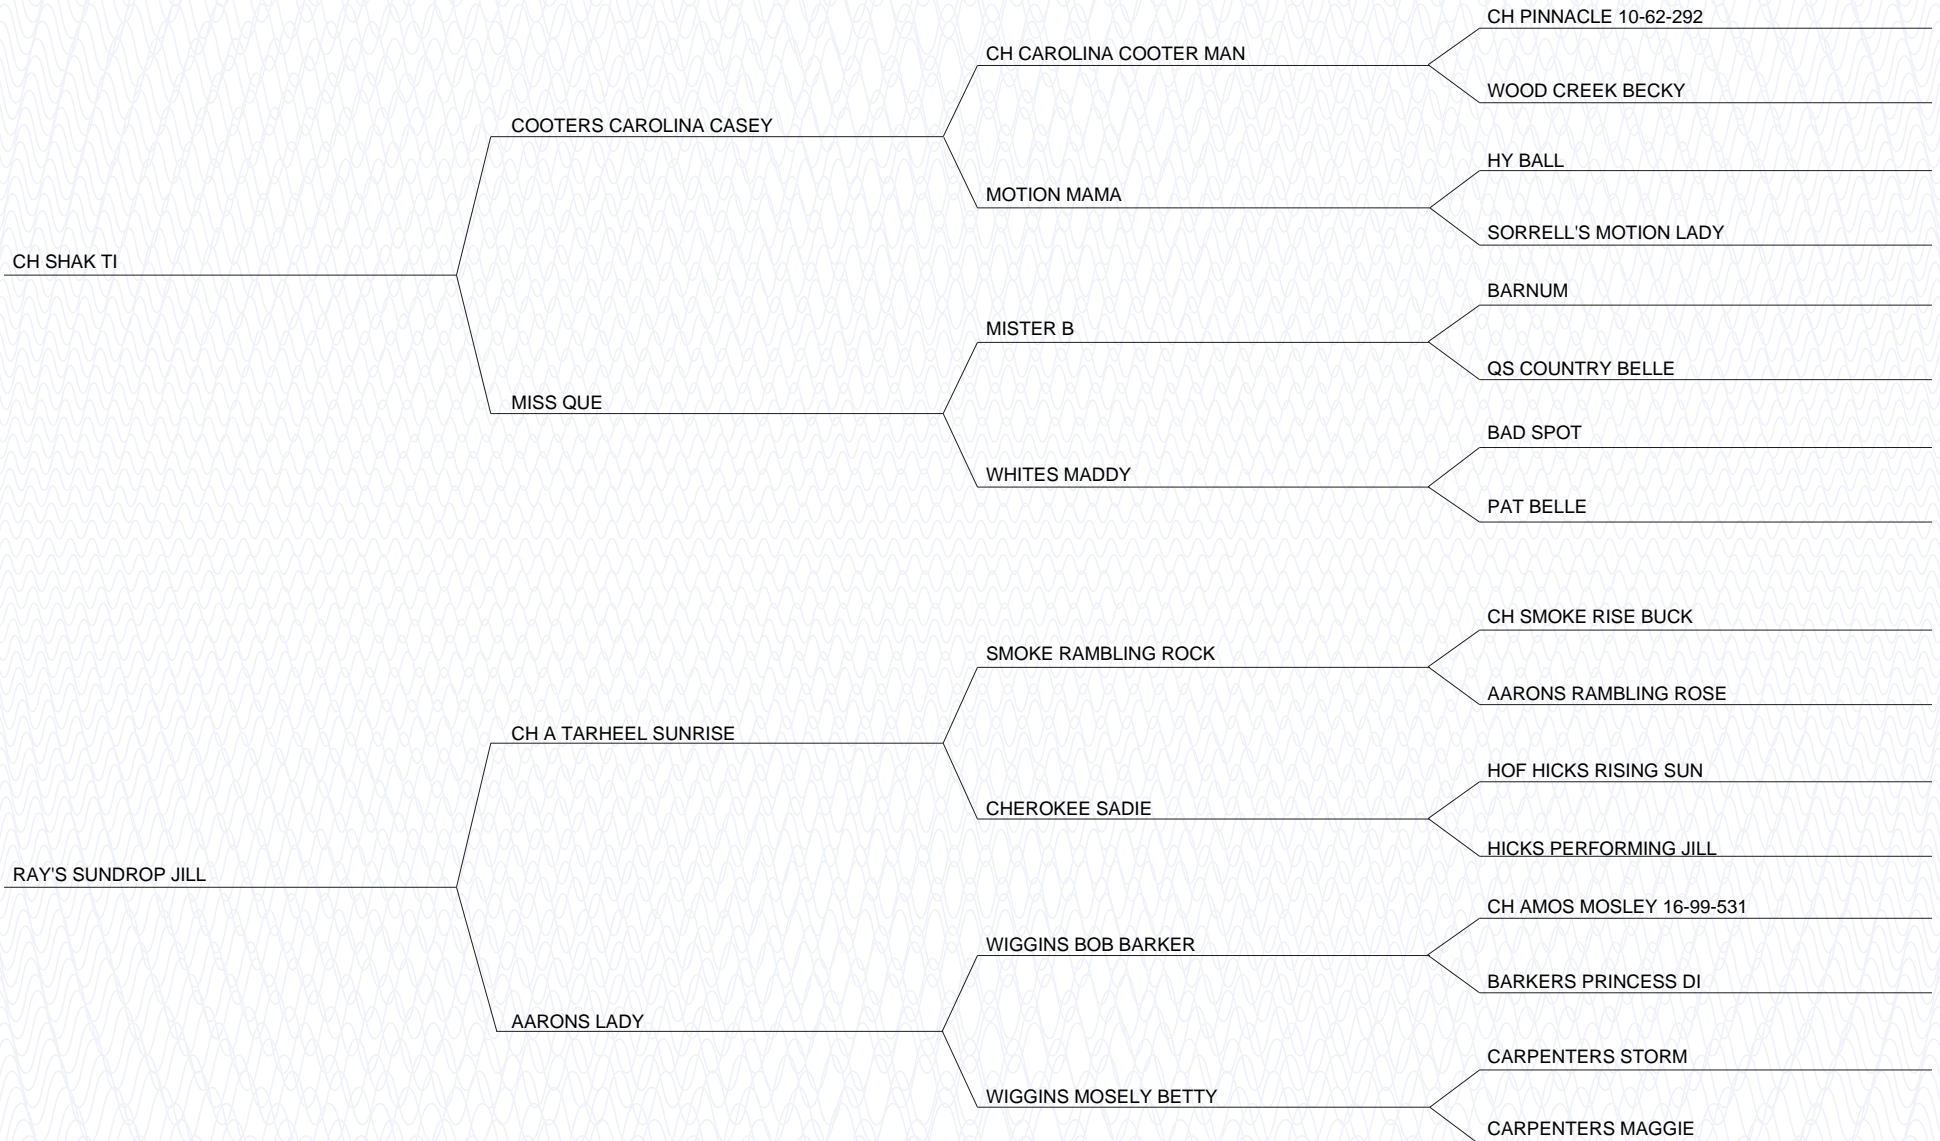 CH PINNACLE 10-62-292
CH CAROLINA COOTER MAN
WOOD CREEK BECKY
COOTERS CAROLINA CASEY
HY BALL
MOTION MAMA
SORRELL'S MOTION LADY
CH SHAK TI
BARNUM
MISTER B
QS COUNTRY BELLE
MISS QUE
BAD SPOT
WHITES MADDY
PAT BELLE
CH SMOKE RISE BUCK
SMOKE RAMBLING ROCK
AARONS RAMBLING ROSE
CH A TARHEEL SUNRISE
HOF HICKS RISING SUN
CHEROKEE SADIE
HICKS PERFORMING JILL
RAY'S SUNDROP JILL
CH AMOS MOSLEY 16-99-531
WIGGINS BOB BARKER
BARKERS PRINCESS DI
AARONS LADY
CARPENTERS STORM
WIGGINS MOSELY BETTY
CARPENTERS MAGGIE